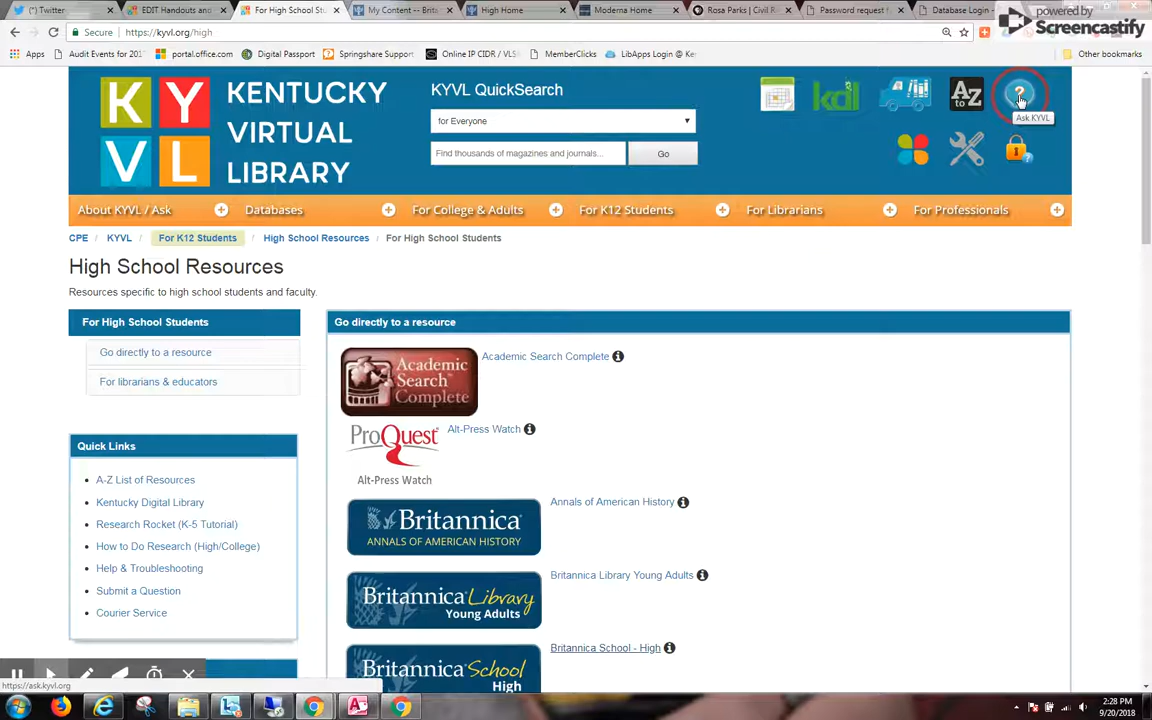 (*) Twitter
EDIT Handouts and
For High School Stu
My Content -- Brita
High Home
Moderna Home
Rosa Parks | Civil Ri
Password request f
Database Login -
powered by
Screencastify
Secure
https://kyvl.org/high
Apps
Audit Events for 201
portal.office.com
Digital Passport
Springshare Support
Online IP CIDR / VLS
MemberClicks
LibApps Login @ Ke
Other bookmarks
KY
VL
KENTUCKY
VIRTUAL
LIBRARY
KYVL QuickSearch
for Everyone
Find thousands of magazines and journals...
Go
kdl
A to Z
?
Ask KYVL
About KYVL / Ask
Databases
For College & Adults
For K12 Students
For Librarians
For Professionals
CPE / KYVL / For K12 Students / High School Resources / For High School Students
High School Resources
Resources specific to high school students and faculty.
For High School Students
Go directly to a resource
For librarians & educators
Quick Links
A-Z List of Resources
Kentucky Digital Library
Research Rocket (K-5 Tutorial)
How to Do Research (High/College)
Help & Troubleshooting
Submit a Question
Courier Service
Go directly to a resource
Academic
Search
Complete
Academic Search Complete
ProQuest
Alt-Press Watch
Alt-Press Watch
Britannica
ANNALS OF AMERICAN HISTORY
Annals of American History
Britannica Library
Young Adults
Britannica Library Young Adults
Britannica School
High
Britannica School - High
https://ask.kyvl.org
2:28 PM
9/20/2018